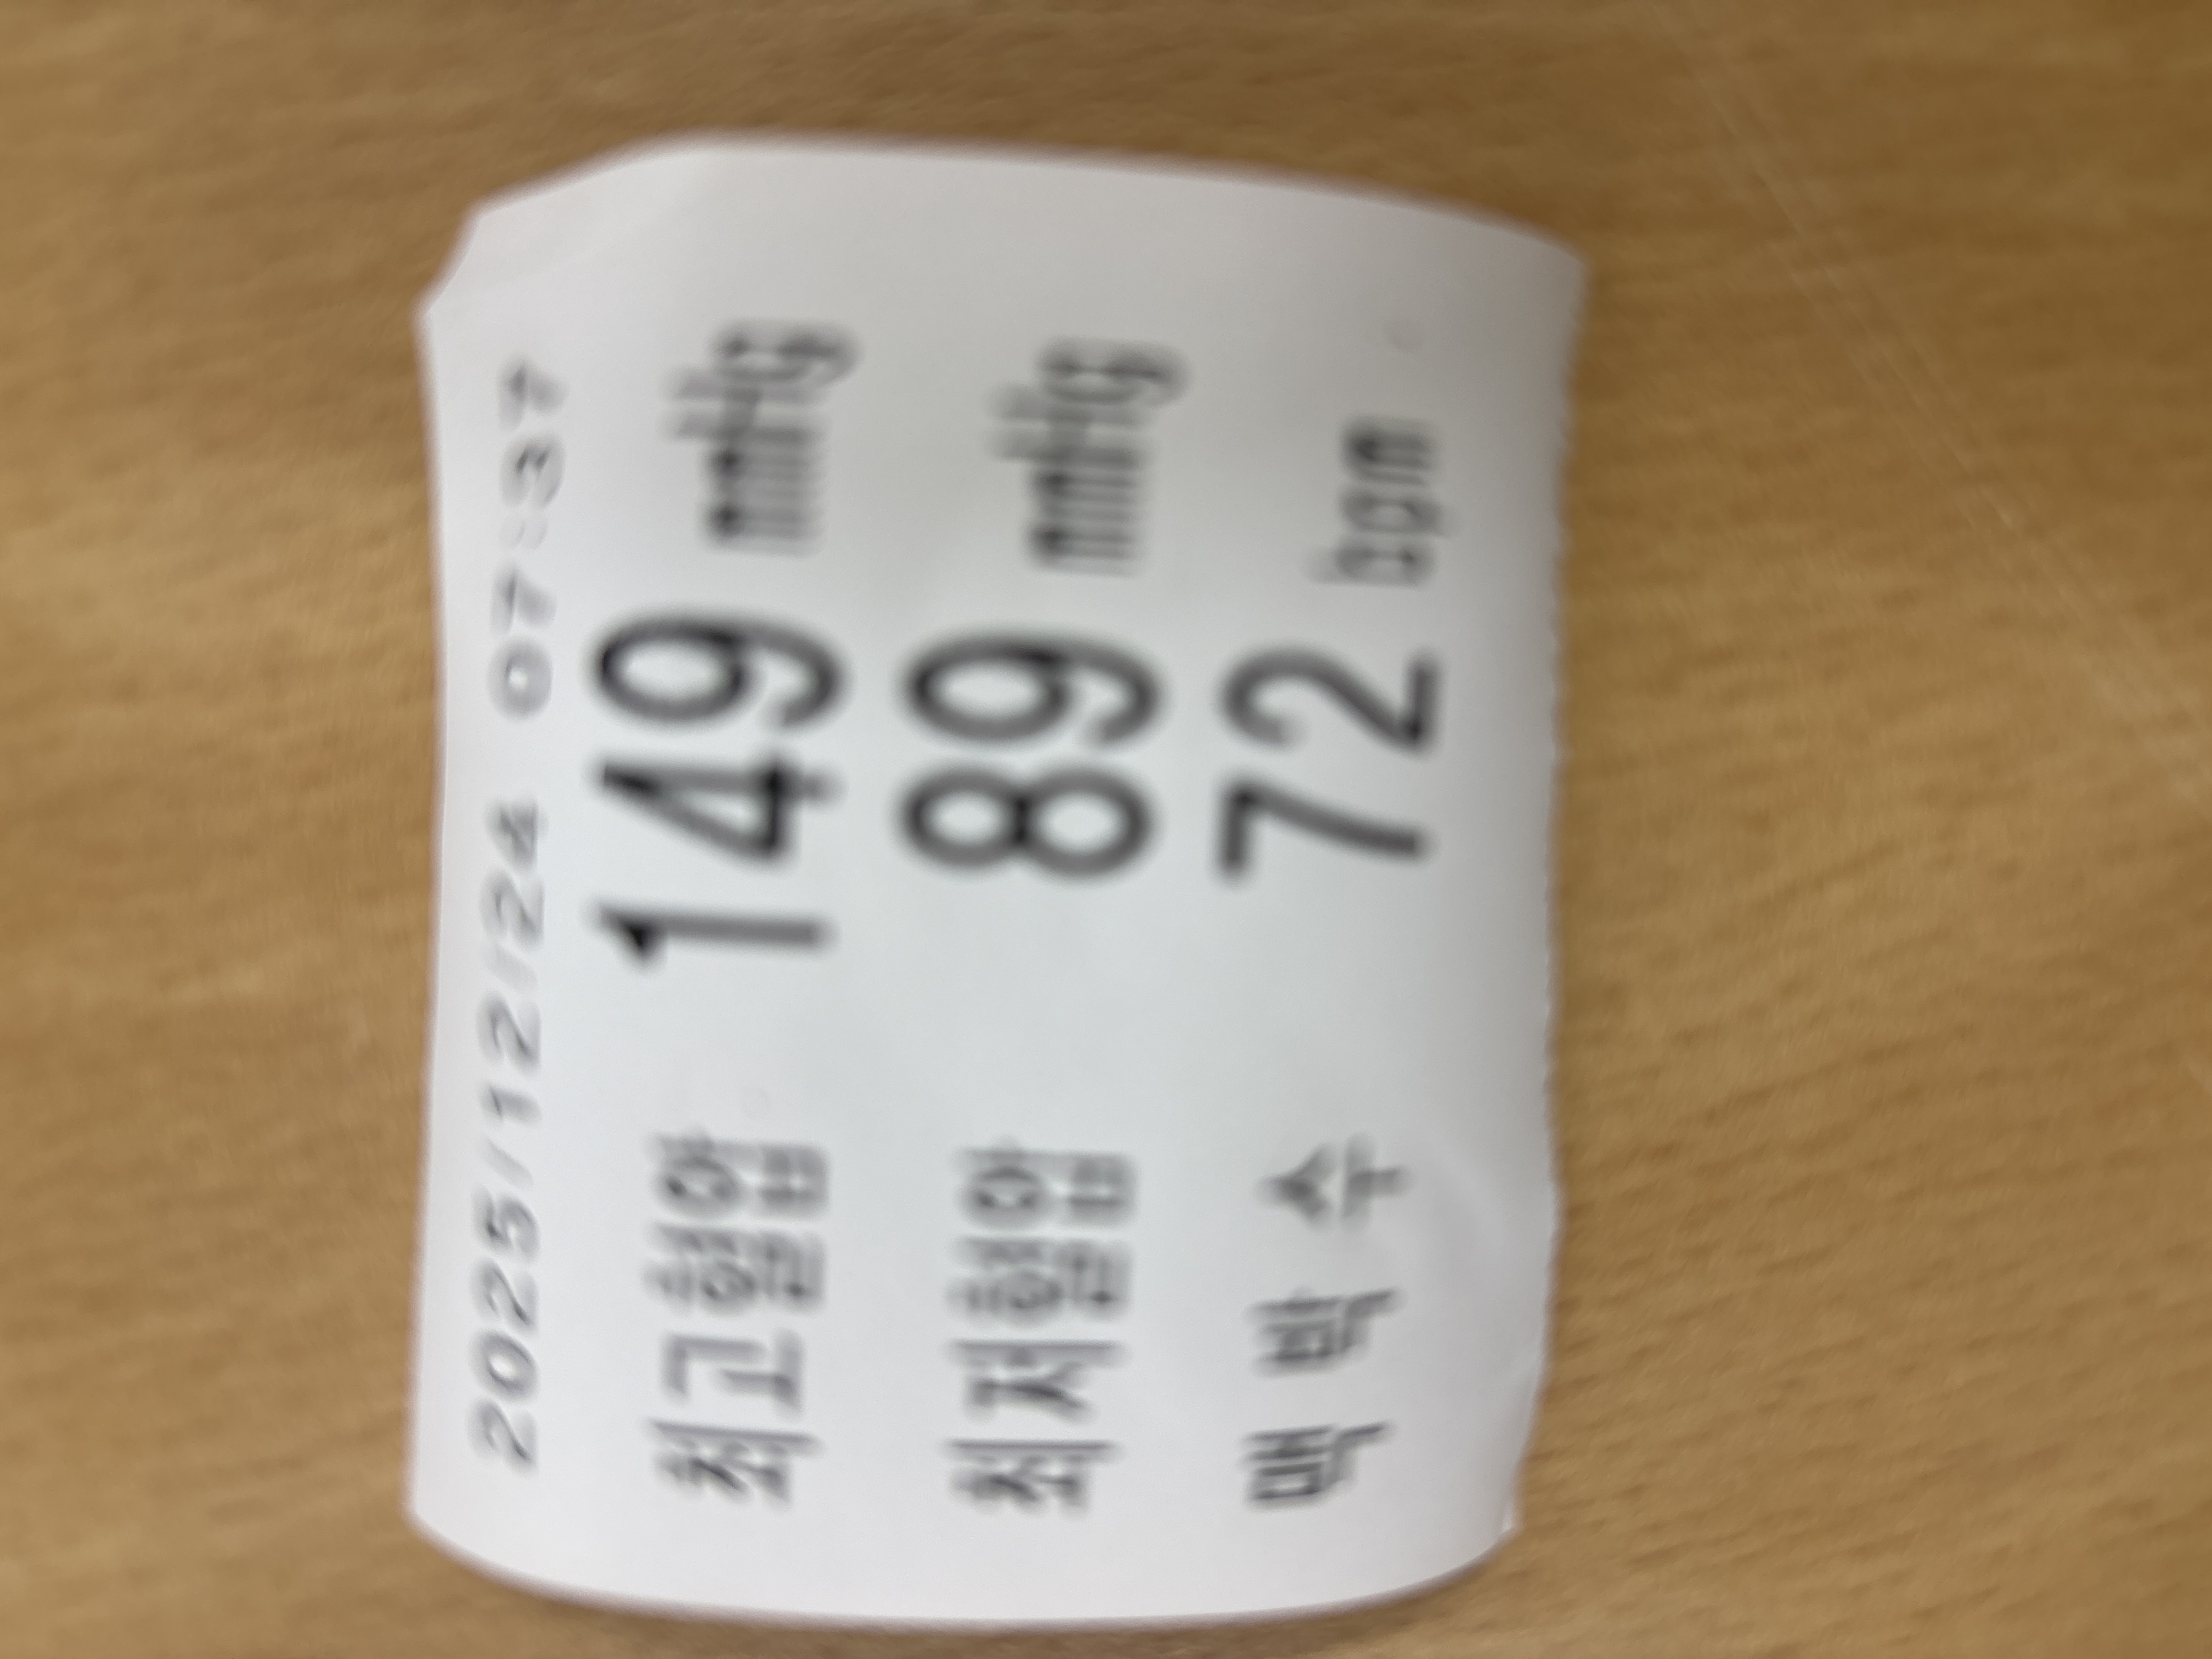 2025/12/24 07:37
최고혈압 149 mmHg
최저혈압 89 mmHg
맥 박 수 72 bpm